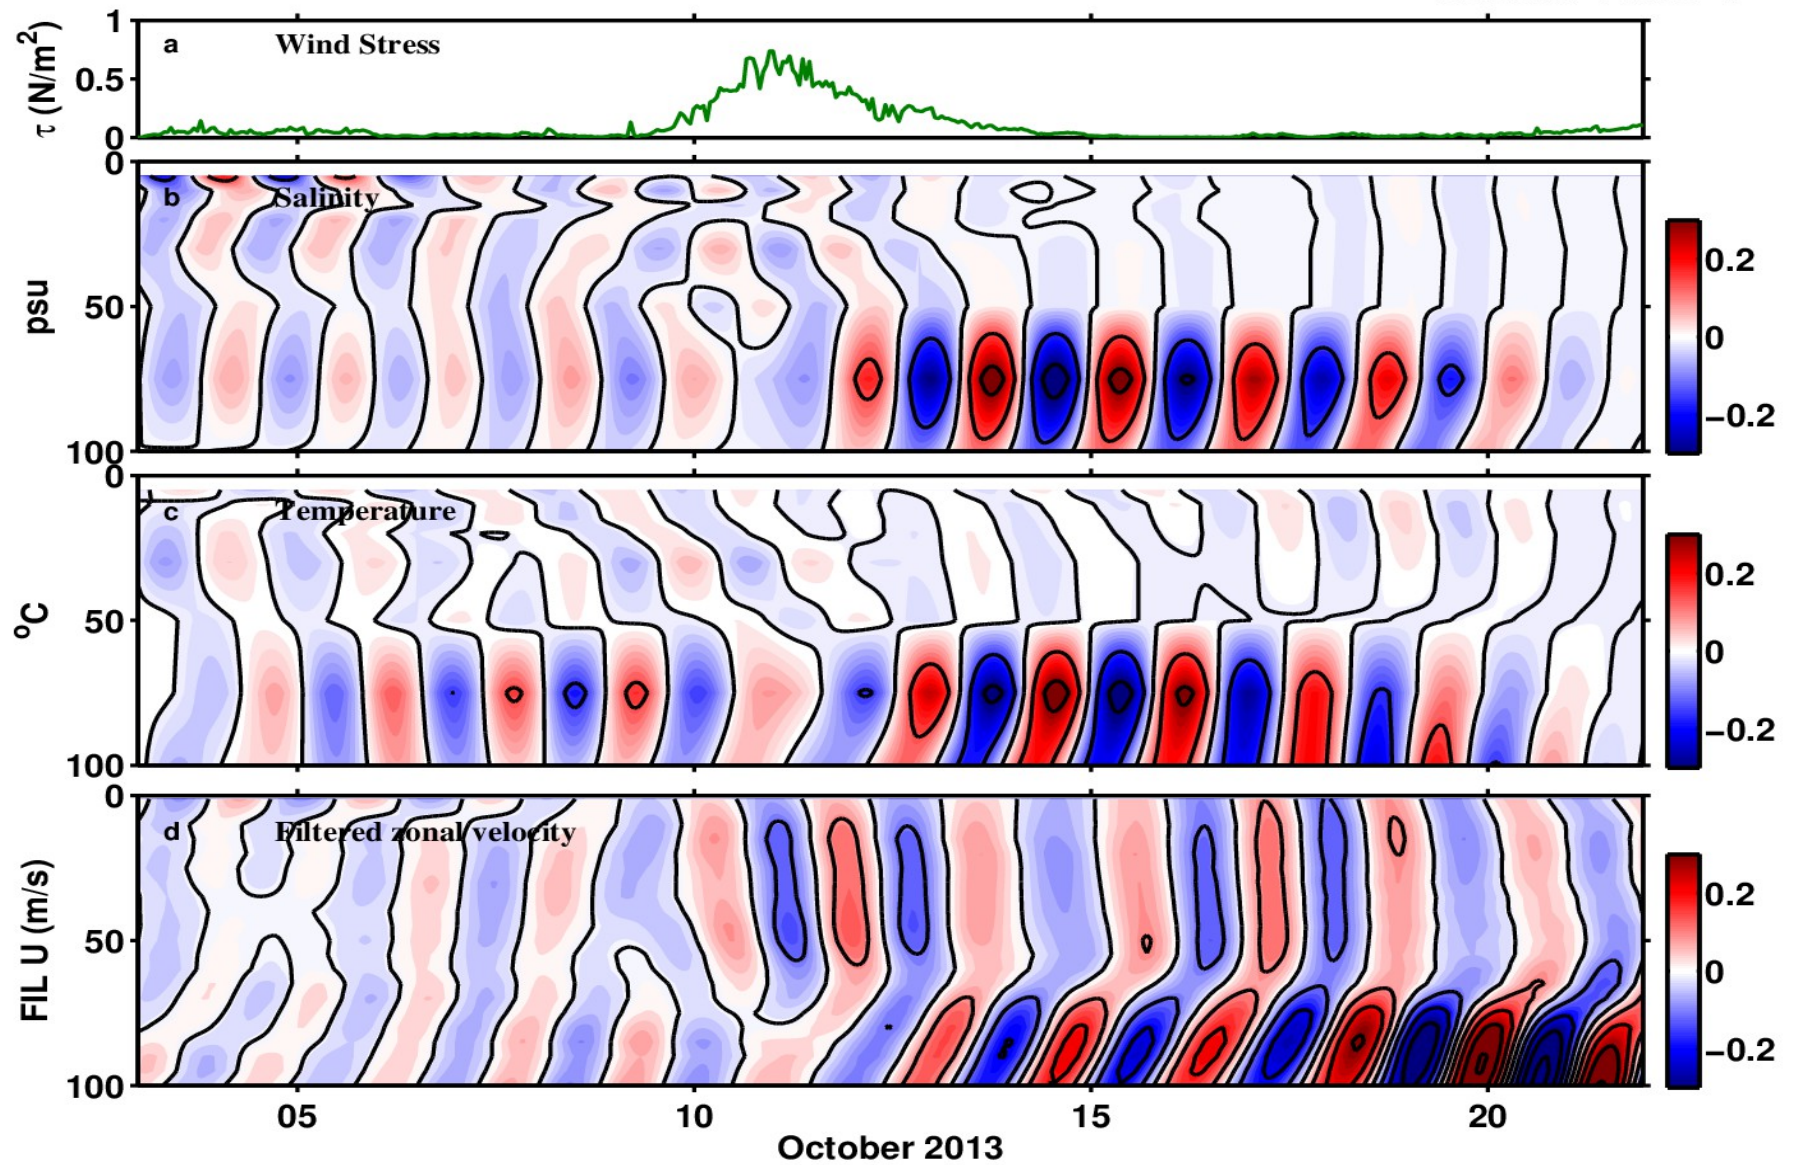 1
a
Wind Stress
τ (N/m²)
0.5
0
0
b
Salinity
psu
50
100
0.2
0
−0.2
0
c
Temperature
°C
50
100
0.2
0
−0.2
0
d
Filtered zonal velocity
FIL U (m/s)
50
100
0.2
0
−0.2
05
10
15
20
October 2013